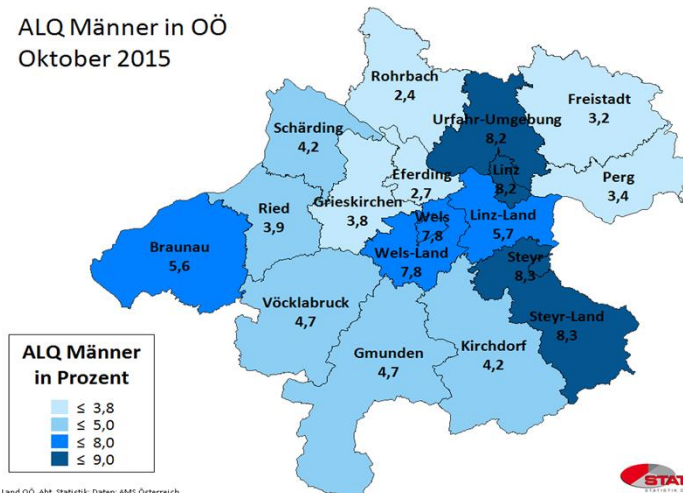 ALQ Männer in OÖ
Oktober 2015
Rohrbach
2,4
Freistadt
3,2
Urfahr-Umgebung
8,2
Schärding
4,2
Linz
8,2
Eferding
2,7
Perg
3,4
Grieskirchen
3,8
Ried
3,9
Wels
7,8
Linz-Land
5,7
Braunau
5,6
Wels-Land
7,8
Steyr
8,3
Vöcklabruck
4,7
Steyr-Land
8,3
Gmunden
4,7
Kirchdorf
4,2
ALQ Männer
in Prozent
≤ 3,8
≤ 5,0
≤ 8,0
≤ 9,0
Land OÖ, Abt. Statistik; Daten: AMS Österreich
STAT